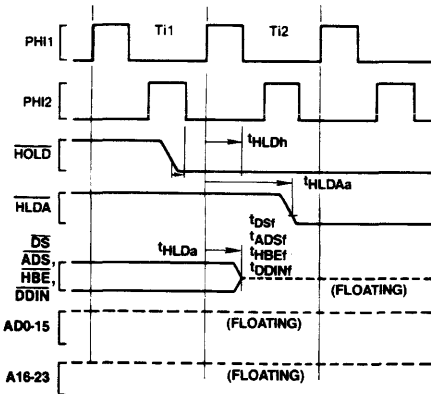 PHI1
Ti1
Ti2
PHI2
HOLD
tHLDh
tHLDAa
HLDA
tDSf
tADSf
tHBEf
tDDINf
tHLDa
DS
ADS,
HBE,
DDIN
(FLOATING)
AD0-15
(FLOATING)
A16-23
(FLOATING)